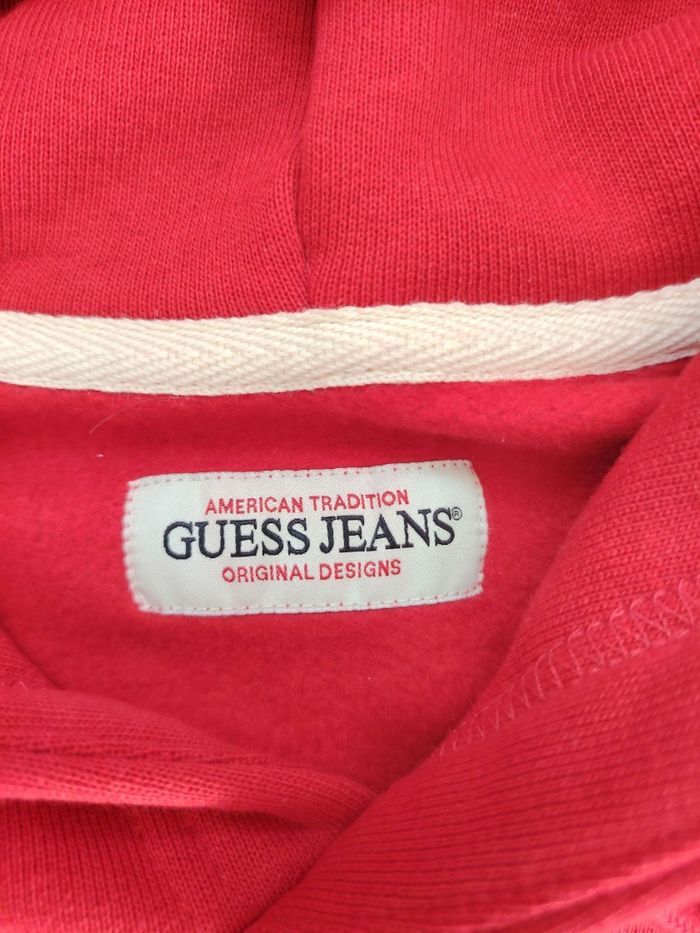 AMERICAN TRADITION
GUESS JEANS®
ORIGINAL DESIGNS